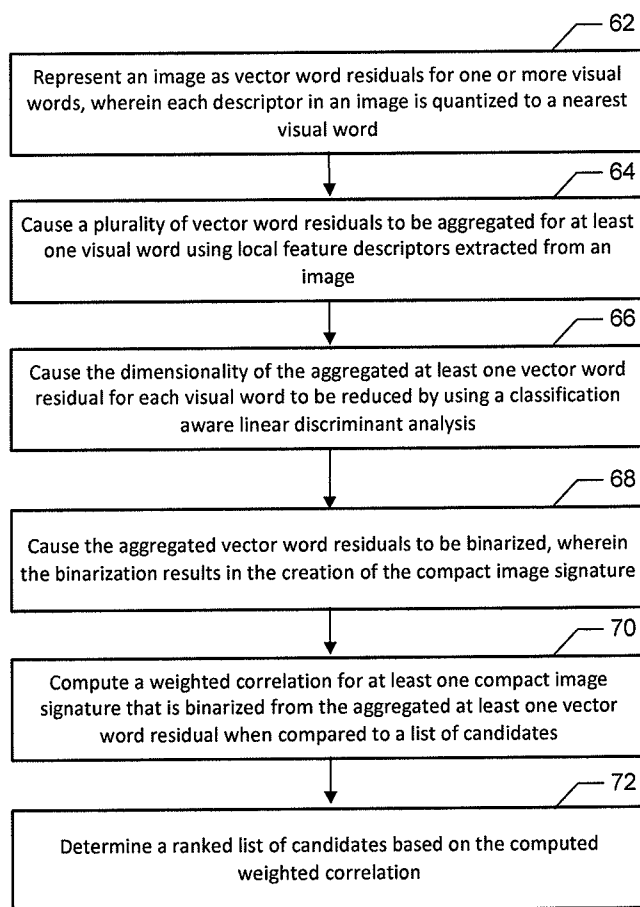 62
Represent an image as vector word residuals for one or more visual
words, wherein each descriptor in an image is quantized to a nearest
visual word
64
Cause a plurality of vector word residuals to be aggregated for at least
one visual word using local feature descriptors extracted from an
image
66
Cause the dimensionality of the aggregated at least one vector word
residual for each visual word to be reduced by using a classification
aware linear discriminant analysis
68
Cause the aggregated vector word residuals to be binarized, wherein
the binarization results in the creation of the compact image signature
70
Compute a weighted correlation for at least one compact image
signature that is binarized from the aggregated at least one vector
word residual when compared to a list of candidates
72
Determine a ranked list of candidates based on the computed
weighted correlation